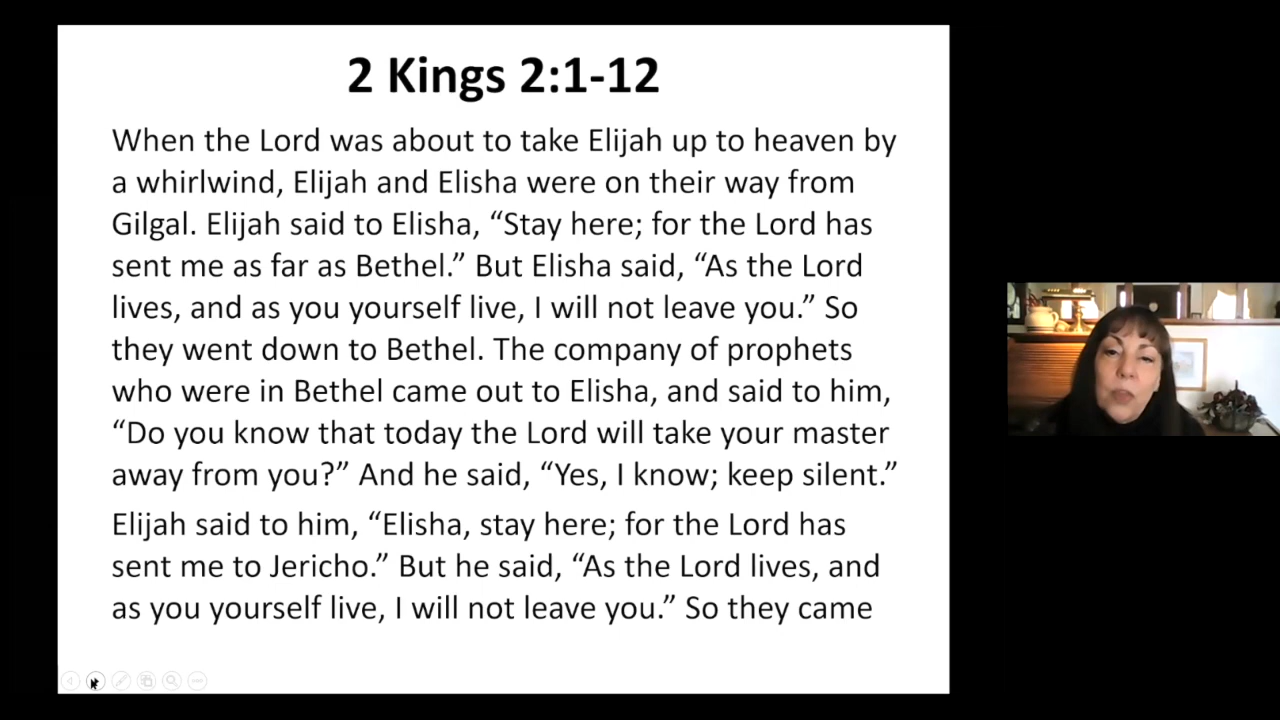 2 Kings 2:1-12
When the Lord was about to take Elijah up to heaven by
a whirlwind, Elijah and Elisha were on their way from
Gilgal. Elijah said to Elisha, “Stay here; for the Lord has
sent me as far as Bethel.” But Elisha said, “As the Lord
lives, and as you yourself live, I will not leave you.” So
they went down to Bethel. The company of prophets
who were in Bethel came out to Elisha, and said to him,
“Do you know that today the Lord will take your master
away from you?” And he said, “Yes, I know; keep silent.”
Elijah said to him, “Elisha, stay here; for the Lord has
sent me to Jericho.” But he said, “As the Lord lives, and
as you yourself live, I will not leave you.” So they came